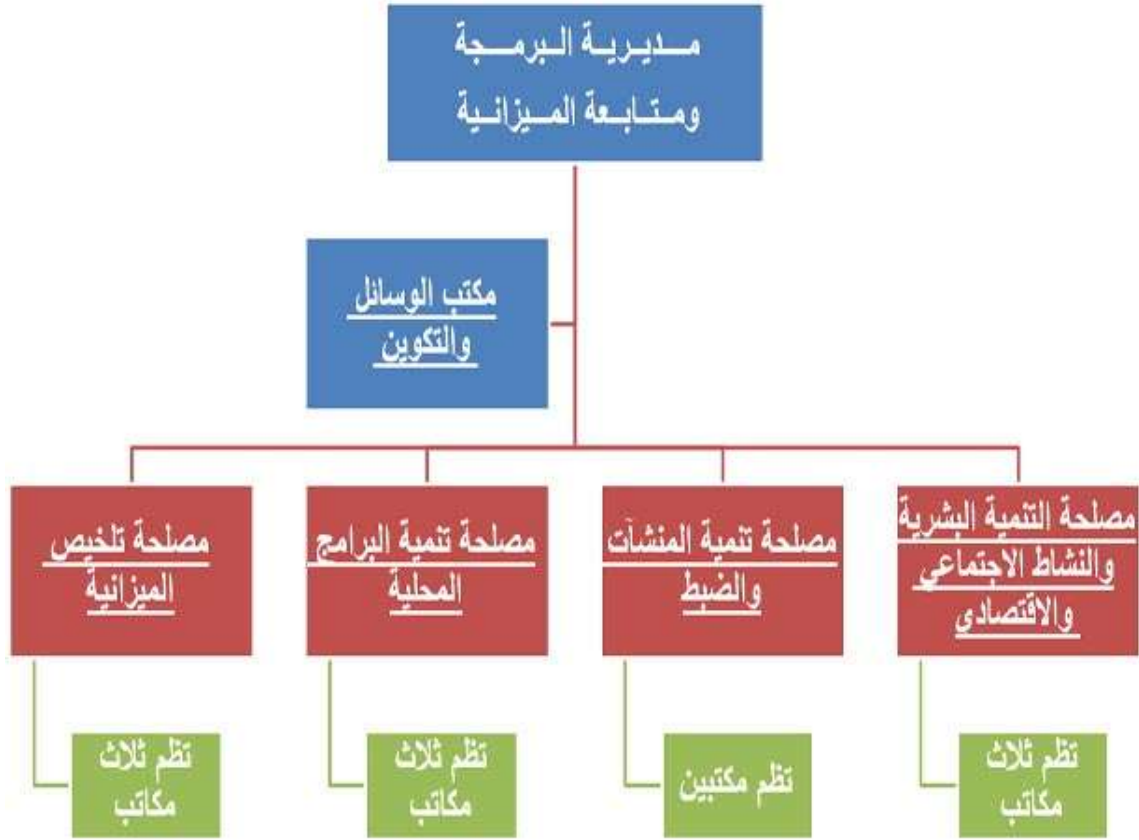 مـديـريـة الـبرمـجة
ومـتـابـعة المـيزانـية
مكتب الوسائل
والتكوين
مصلحة التنمية البشرية
والنشاط الاجتماعي
والاقتصادي
مصلحة تنمية المنشآت
والضبط
مصلحة تنمية البرامج
المحلية
مصلحة تلخيص
الميزانية
تظم ثلاث
مكاتب
تظم مكتبين
تظم ثلاث
مكاتب
تظم ثلاث
مكاتب